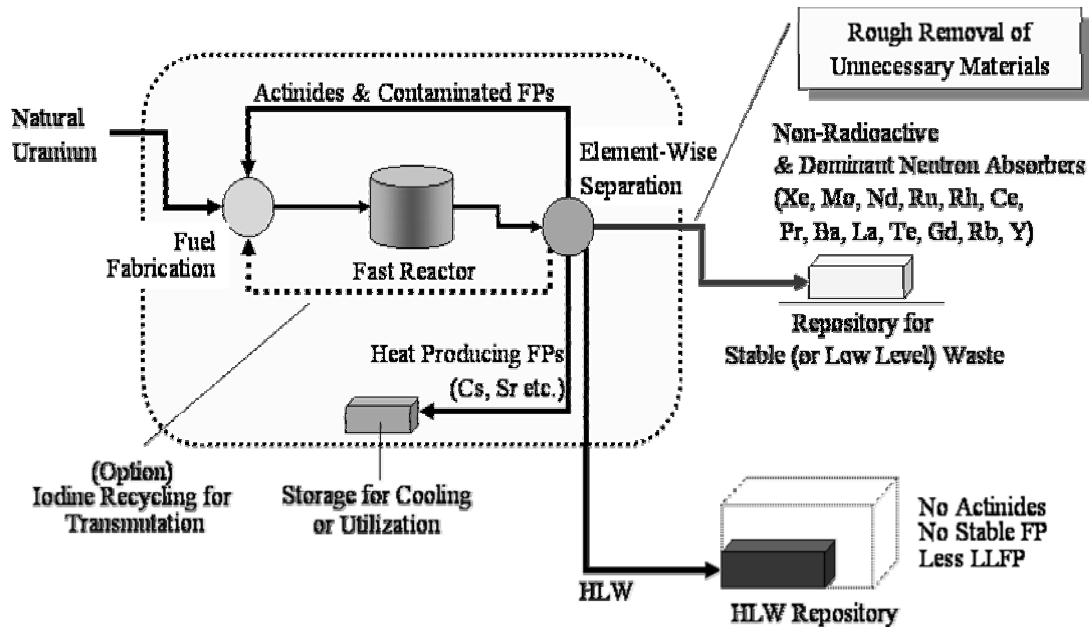 Rough Removal of
Unnecessary Materials
Actinides & Contaminated FPs
Natural
Uranium
Element-Wise
Separation
Non-Radioactive
& Dominant Neutron Absorbers
(Xe, Mo, Nd, Ru, Rh, Ce,
Pr, Ba, La, Te, Gd, Rb, Y)
Fuel
Fabrication
Fast Reactor
Repository for
Stable (or Low Level) Waste
Heat Producing FPs
(Cs, Sr etc.)
(Option)
Iodine Recycling for
Transmutation
Storage for Cooling
or Utilization
No Actinides
No Stable FP
Less LLFP
HLW
HLW Repository